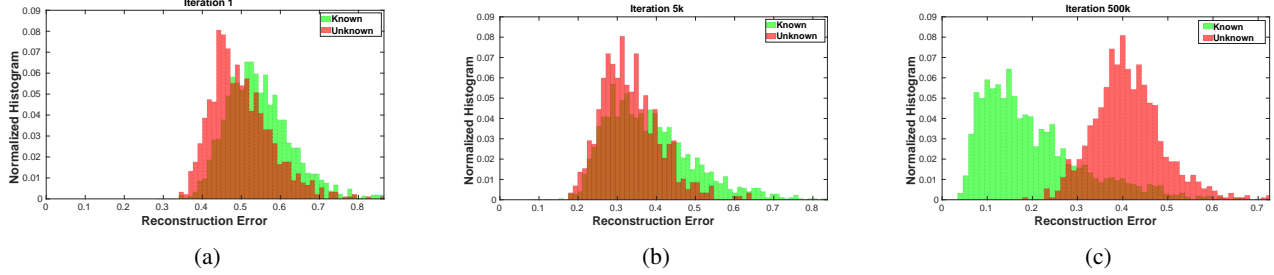 Iteration 1
Normalized Histogram
0.09
0.08
0.07
0.06
0.05
0.04
0.03
0.02
0.01
0
Known
Unknown
0 0.1 0.2 0.3 0.4 0.5 0.6 0.7 0.8
Reconstruction Error
(a)
Iteration 5k
Normalized Histogram
0.09
0.08
0.07
0.06
0.05
0.04
0.03
0.02
0.01
0
Known
Unknown
0.1 0.2 0.3 0.4 0.5 0.6 0.7 0.8
Reconstruction Error
(b)
Iteration 500k
Normalized Histogram
0.09
0.08
0.07
0.06
0.05
0.04
0.03
0.02
0.01
0
Known
Unknown
0 0.1 0.2 0.3 0.4 0.5 0.6 0.7
Reconstruction Error
(c)